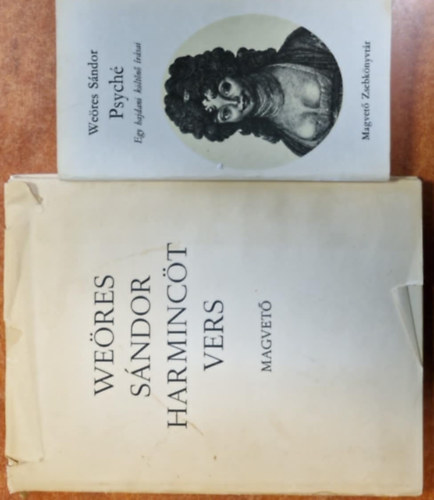 Weöres Sándor
Psyché
Egy hajdani költőnő írásai
Magvető Zsebkönyvtár
WEÖRES
SÁNDOR
HARMINCÖT
VERS
MAGVETŐ